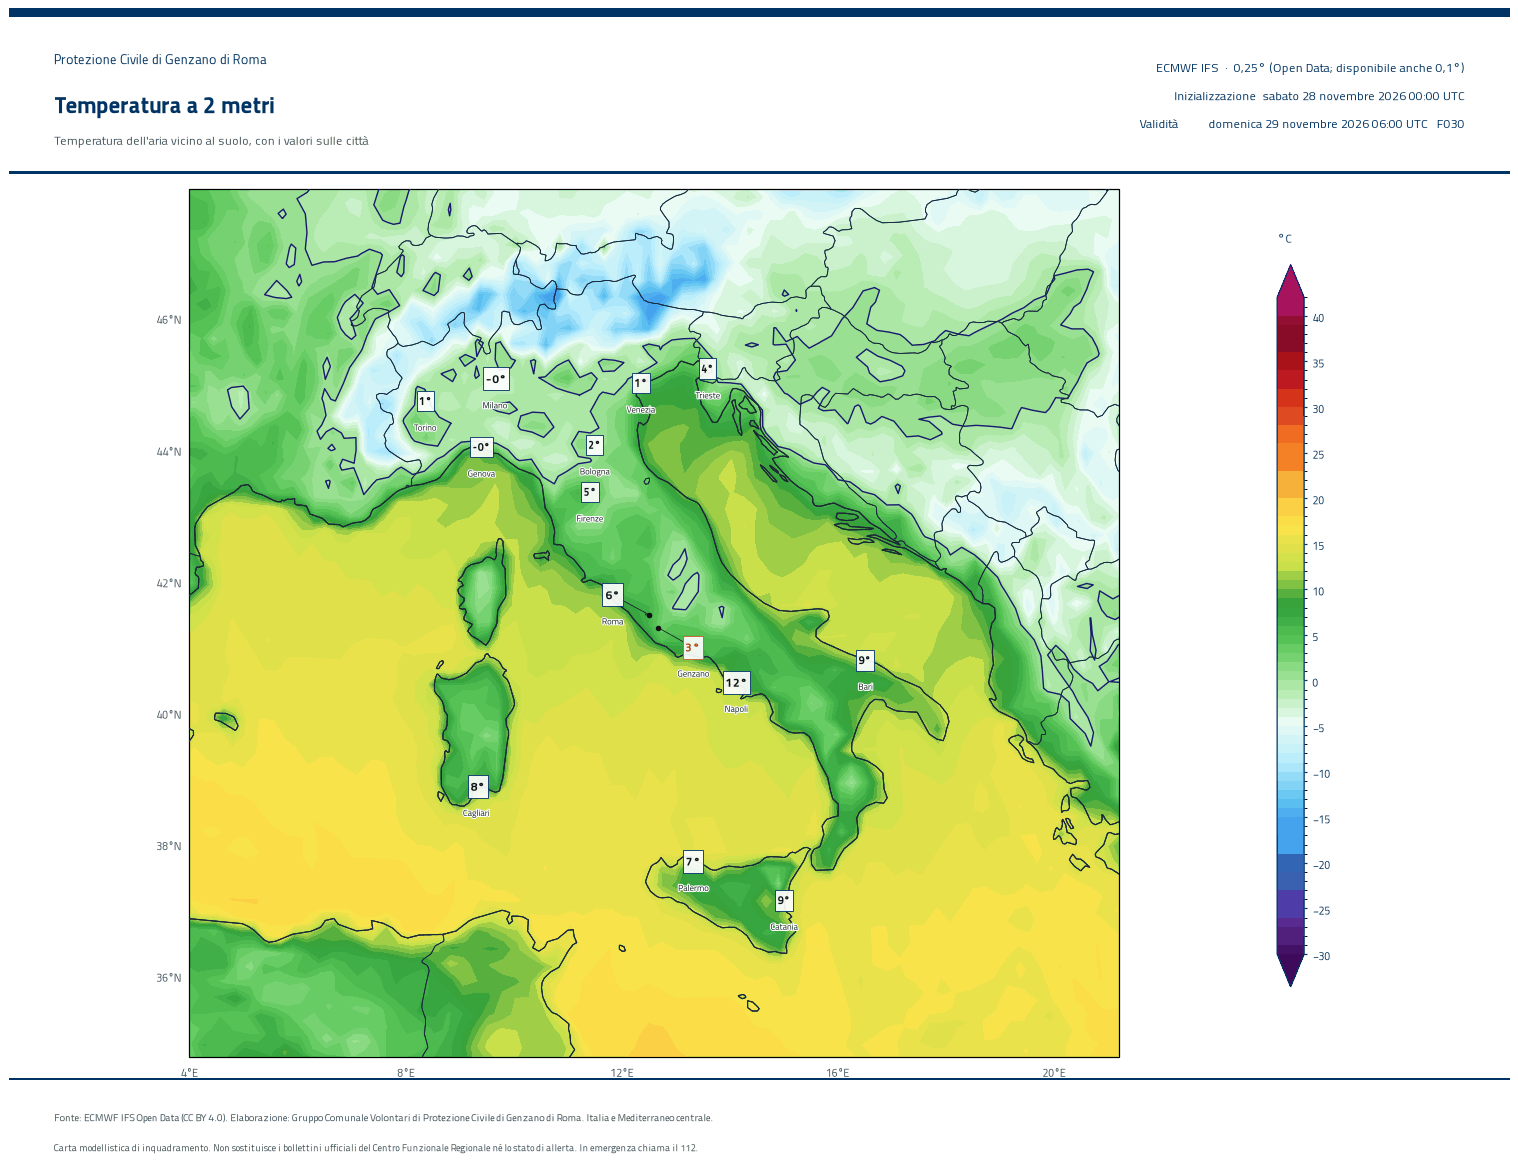 Protezione Civile di Genzano di Roma
Temperatura a 2 metri
Temperatura dell'aria vicino al suolo, con i valori sulle città
ECMWF IFS · 0,25° (Open Data; disponibile anche 0,1°)
Inizializzazione sabato 28 novembre 2026 00:00 UTC
Validità domenica 29 novembre 2026 06:00 UTC F030
°C
40
35
30
25
20
15
10
5
0
−5
−10
−15
−20
−25
−30
46°N
44°N
42°N
40°N
38°N
36°N
4°E 8°E 12°E 16°E 20°E
4°
Trieste
-0°
Milano
1°
Venezia
1°
Torino
-0°
Genova
2°
Bologna
5°
Firenze
6°
Roma
3°
Genzano
9°
Bari
12°
Napoli
8°
Cagliari
7°
Palermo
9°
Catania
Fonte: ECMWF IFS Open Data (CC BY 4.0). Elaborazione: Gruppo Comunale Volontari di Protezione Civile di Genzano di Roma. Italia e Mediterraneo centrale.
Carta modellistica di inquadramento. Non sostituisce i bollettini ufficiali del Centro Funzionale Regionale né lo stato di allerta. In emergenza chiama il 112.